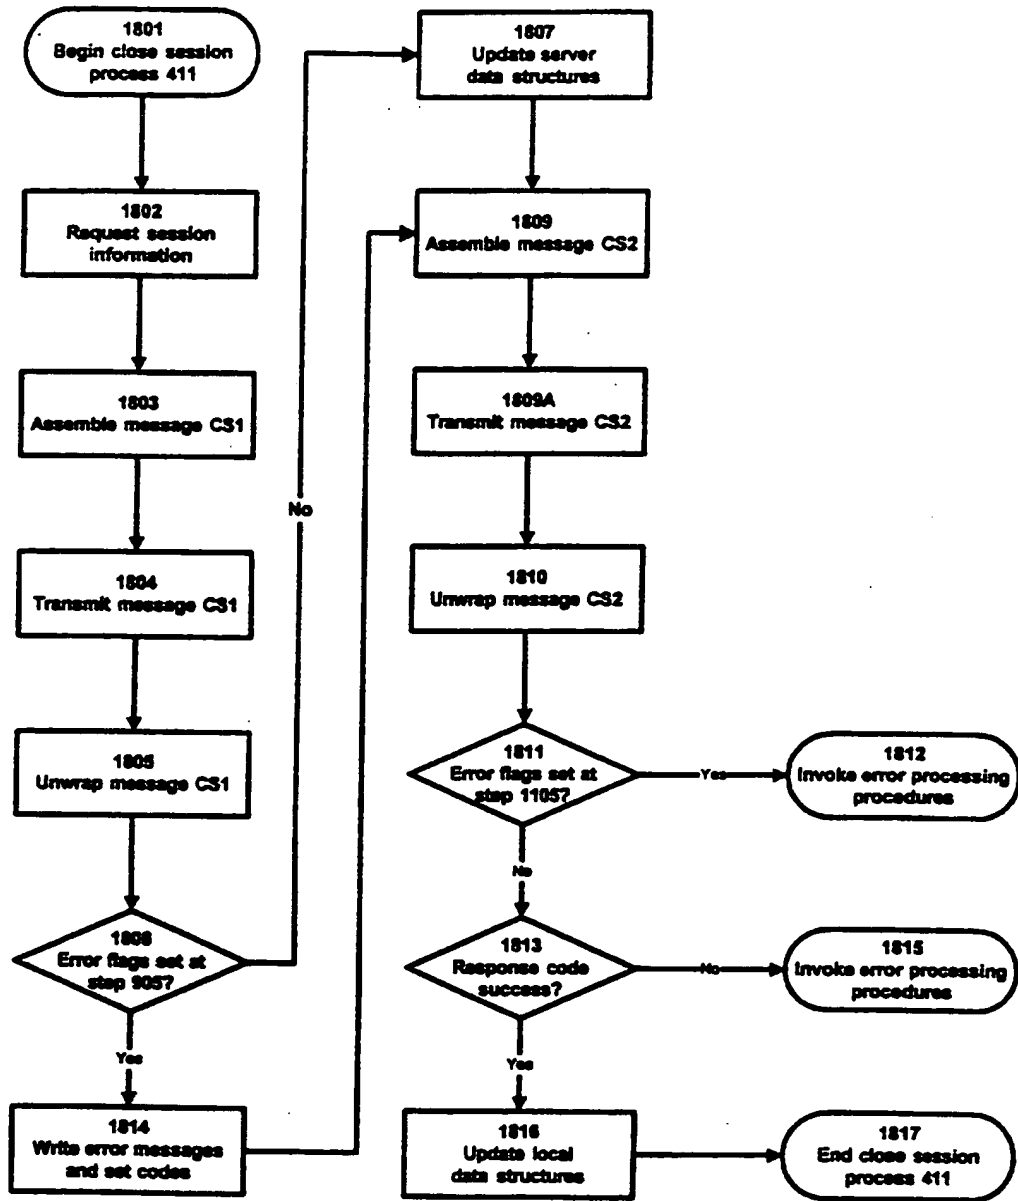 1801
Begin close session
process 411
1802
Request session
information
1803
Assemble message CS1
1804
Transmit message CS1
1805
Unwrap message CS1
1806
Error flags set at
step 905?
Yes
1814
Write error messages
and set codes
No
1807
Update server
data structures
1809
Assemble message CS2
1809A
Transmit message CS2
1810
Unwrap message CS2
1811
Error flags set at
step 1105?
Yes
1812
Invoke error processing
procedures
No
1813
Response code
success?
No
1815
Invoke error processing
procedures
Yes
1816
Update local
data structures
1817
End close session
process 411